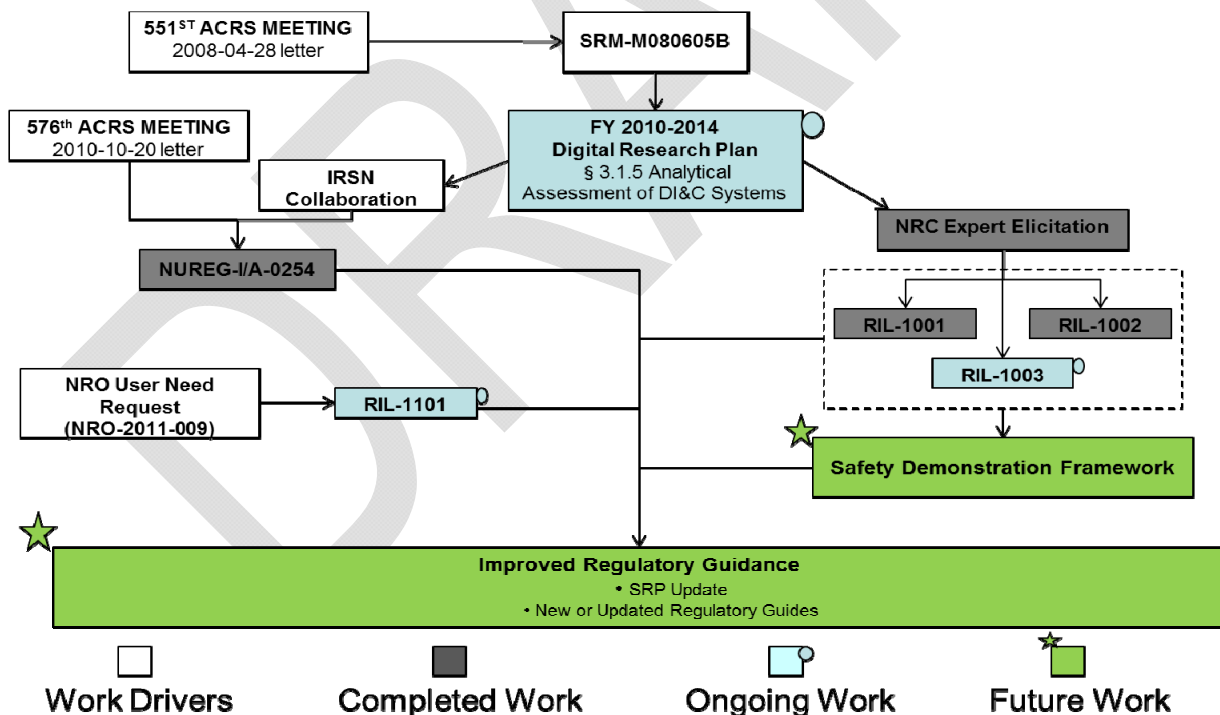 551ST ACRS MEETING
2008-04-28 letter
SRM-M080605B
576th ACRS MEETING
2010-10-20 letter
FY 2010-2014
Digital Research Plan
§ 3.1.5 Analytical
Assessment of DI&C Systems
IRSN
Collaboration
NRC Expert Elicitation
NUREG-I/A-0254
RIL-1001
RIL-1002
RIL-1003
NRO User Need
Request
(NRO-2011-009)
RIL-1101
Safety Demonstration Framework
Improved Regulatory Guidance
• SRP Update
• New or Updated Regulatory Guides
Work Drivers
Completed Work
Ongoing Work
Future Work
DRAF